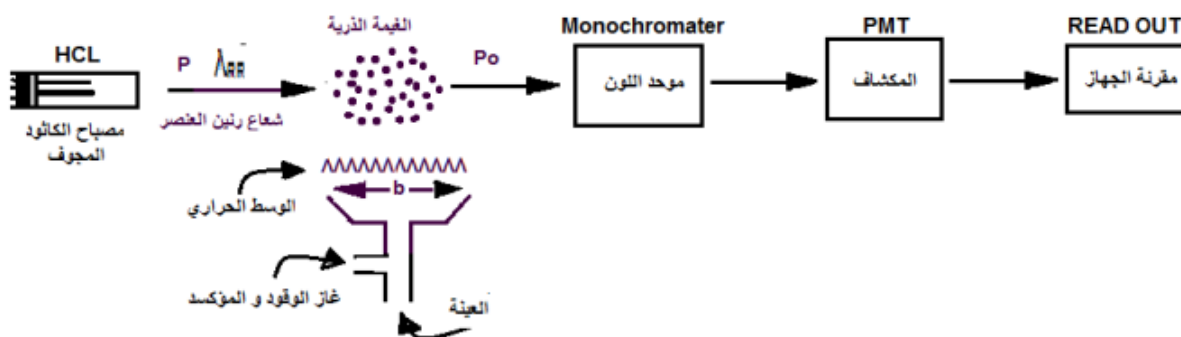 HCL
مصباح الكاثود
المجوف
P λRR
شعاع رنين العنصر
الغيمة الذرية
Po
Monochromater
موحد اللون
PMT
المكشاف
READ OUT
مقرنة الجهاز
b
الوسط الحراري
غاز الوقود و المؤكسد
العينة